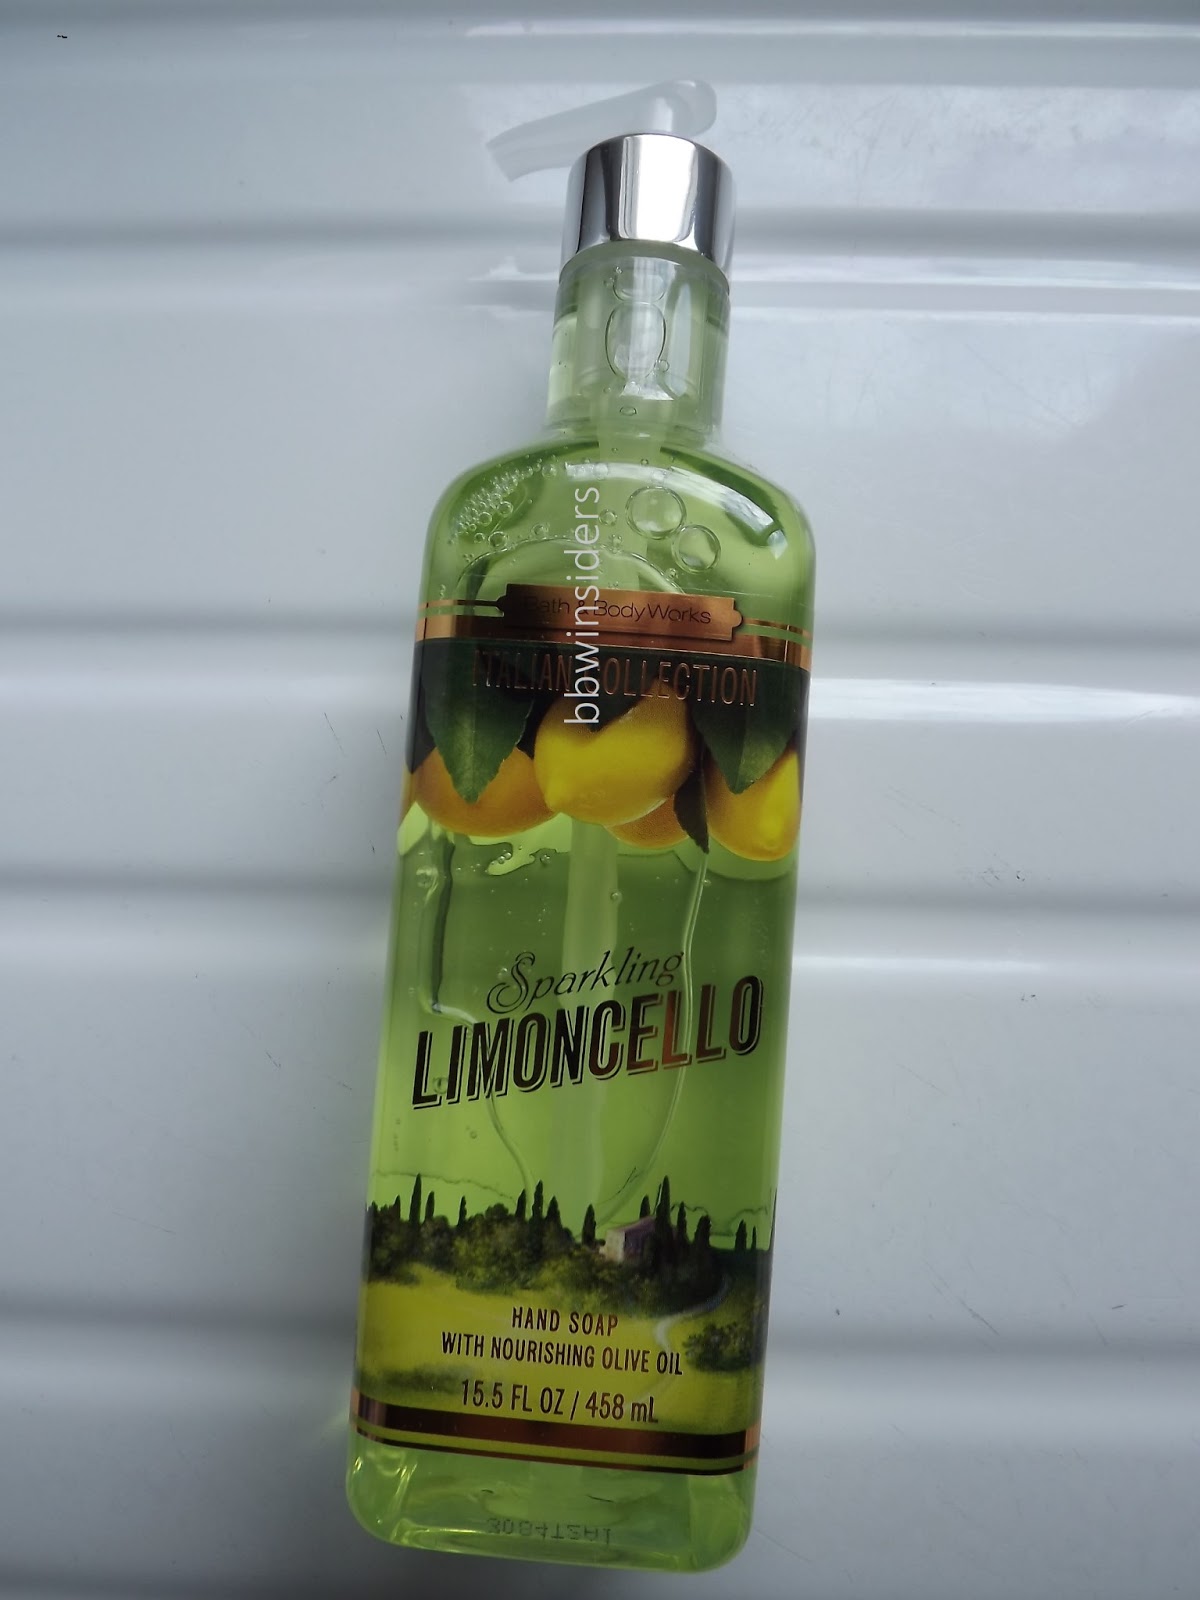 Bath & Body Works
ITALIAN COLLECTION
bbwinsiders
Sparkling
LIMONCELLO
HAND SOAP
WITH NOURISHING OLIVE OIL
15.5 FL OZ / 458 mL